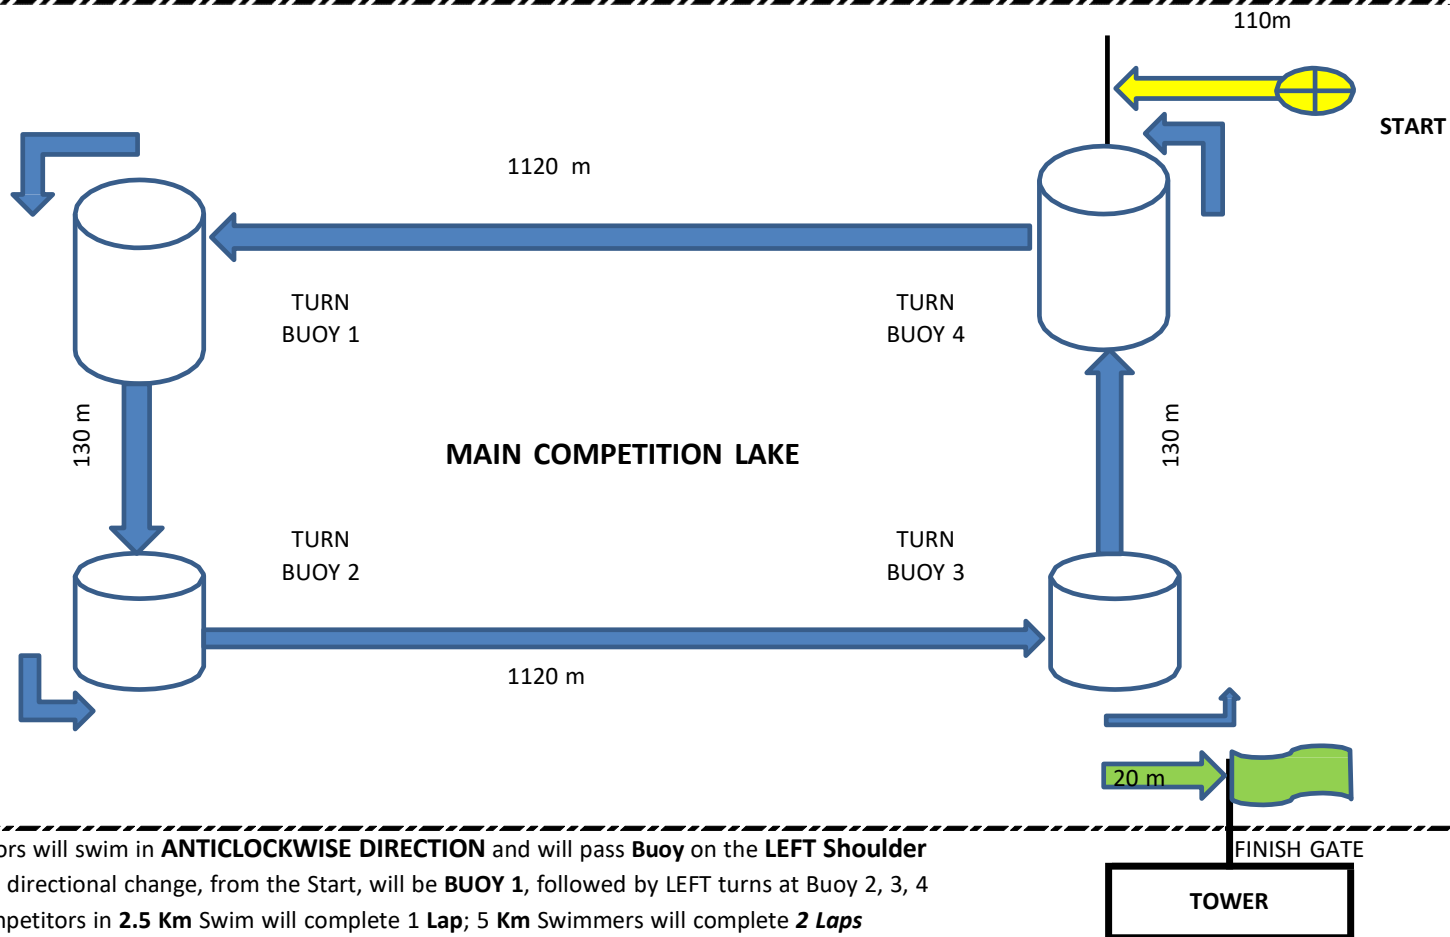 110m
START
1120 m
TURN
BUOY 1
TURN
BUOY 4
130 m
MAIN COMPETITION LAKE
130 m
TURN
BUOY 2
TURN
BUOY 3
1120 m
20 m
ors will swim in ANTICLOCKWISE DIRECTION and will pass Buoy on the LEFT Shoulder
directional change, from the Start, will be BUOY 1, followed by LEFT turns at Buoy 2, 3, 4
mpetitors in 2.5 Km Swim will complete 1 Lap; 5 Km Swimmers will complete 2 Laps
FINISH GATE
TOWER